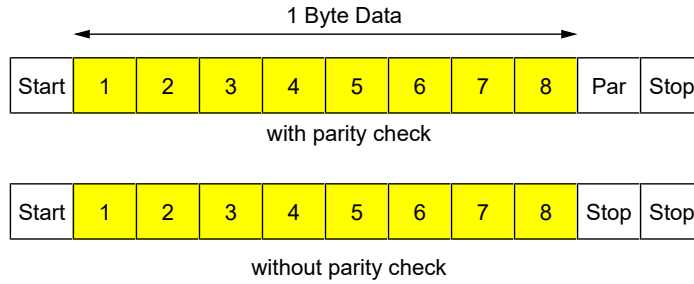 1 Byte Data
Start 1 2 3 4 5 6 7 8 Par Stop
with parity check
Start 1 2 3 4 5 6 7 8 Stop Stop
without parity check